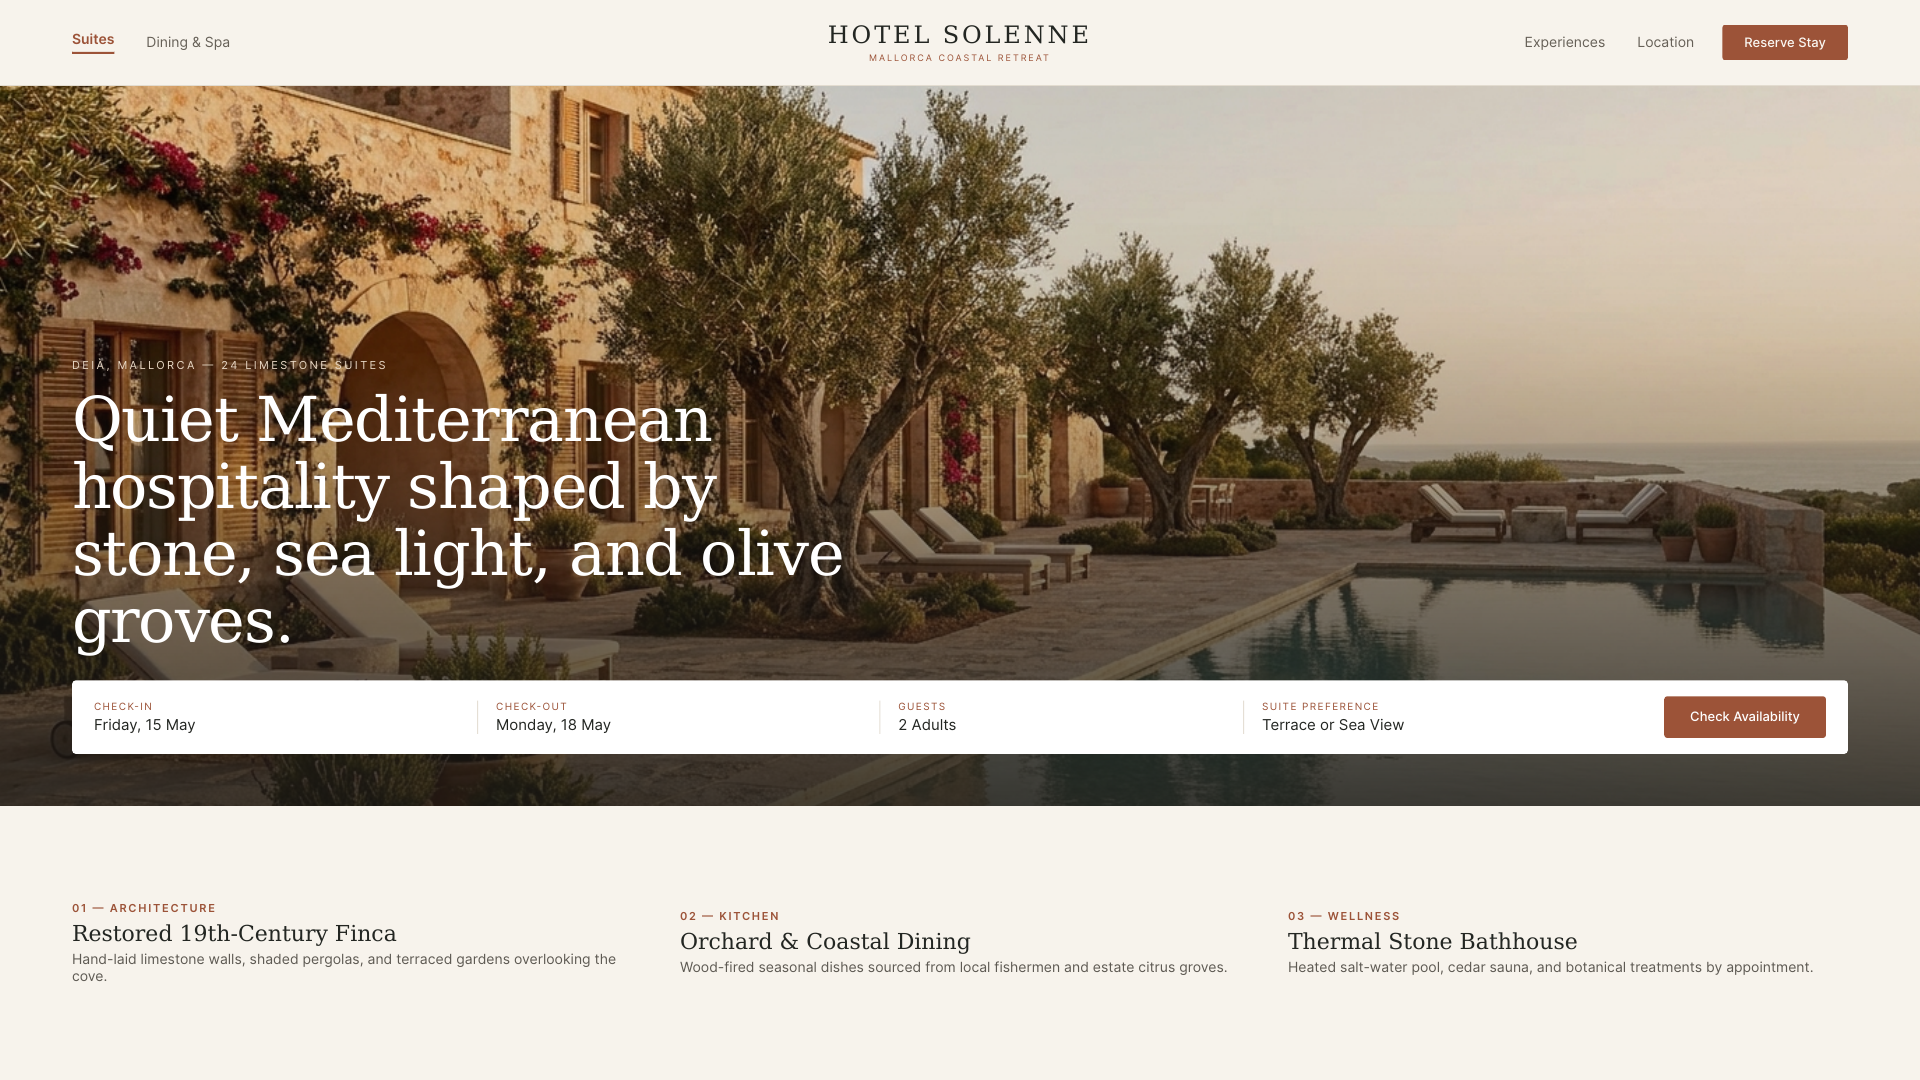 Suites
Dining & Spa
HOTEL SOLENNE
MALLORCA COASTAL RETREAT
Experiences
Location
Reserve Stay
DEIÀ, MALLORCA — 24 LIMESTONE SUITES
Quiet Mediterranean
hospitality shaped by
stone, sea light, and olive
groves.
CHECK-IN
Friday, 15 May
CHECK-OUT
Monday, 18 May
GUESTS
2 Adults
SUITE PREFERENCE
Terrace or Sea View
Check Availability
01 — ARCHITECTURE
Restored 19th-Century Finca
Hand-laid limestone walls, shaded pergolas, and terraced gardens overlooking the
cove.
02 — KITCHEN
Orchard & Coastal Dining
Wood-fired seasonal dishes sourced from local fishermen and estate citrus groves.
03 — WELLNESS
Thermal Stone Bathhouse
Heated salt-water pool, cedar sauna, and botanical treatments by appointment.